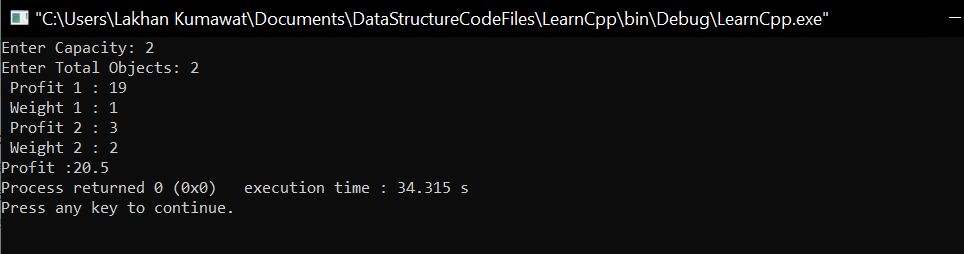 "C:\Users\Lakhan Kumawat\Documents\DataStructureCodeFiles\LearnCpp\bin\Debug\LearnCpp.exe"
Enter Capacity: 2
Enter Total Objects: 2
Profit 1 : 19
Weight 1 : 1
Profit 2 : 3
Weight 2 : 2
Profit :20.5
Process returned 0 (0x0)   execution time : 34.315 s
Press any key to continue.